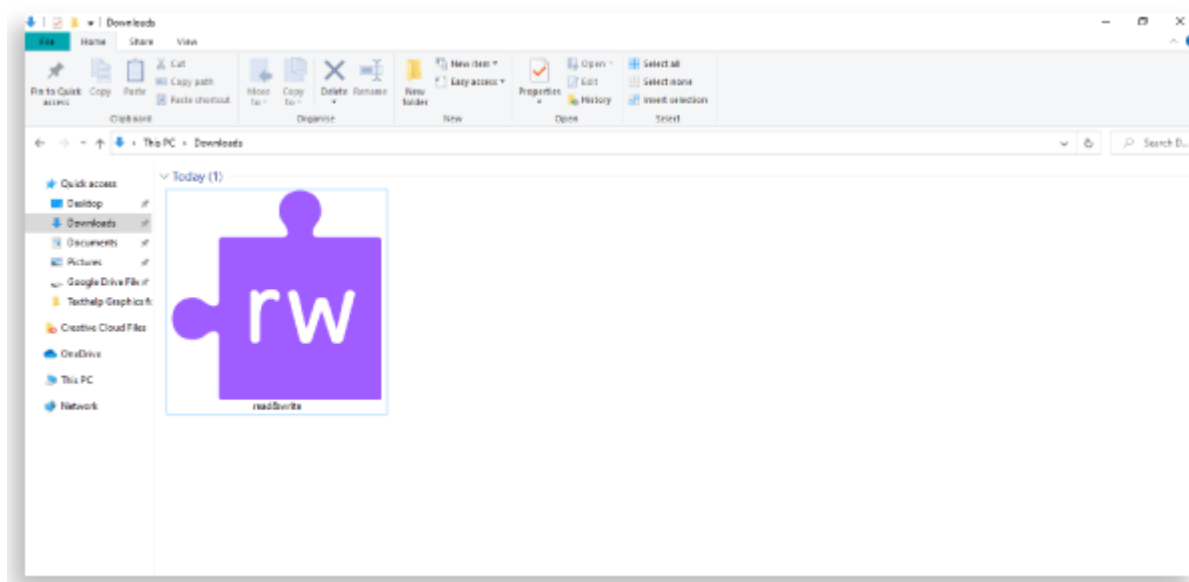 Downloads
File Home Share View
Pin to Quick access
Copy
Paste
Cut
Copy path
Paste shortcut
Clipboard
Move to
Copy to
Delete
Rename
Organise
New folder
New item
Easy access
New
Properties
Open
Edit
History
Open
Select all
Select none
Invert selection
Select
This PC Downloads
Search D...
Quick access
Desktop
Downloads
Documents
Pictures
Google Drive File
Texthelp Graphics
Creative Cloud Files
OneDrive
This PC
Network
Today (1)
rw
read&write